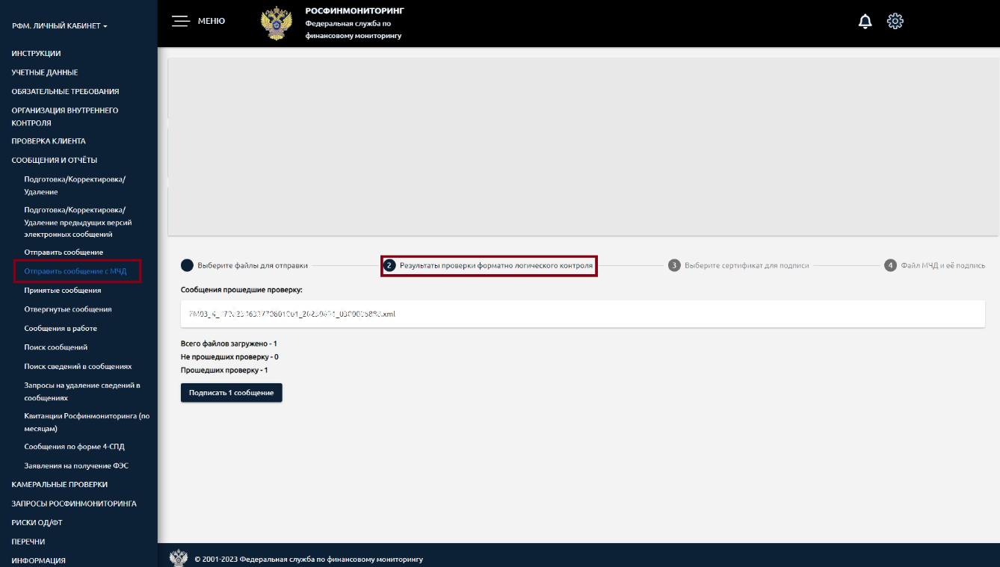 РФМ. ЛИЧНЫЙ КАБИНЕТ
ИНСТРУКЦИИ
УЧЕТНЫЕ ДАННЫЕ
ОБЯЗАТЕЛЬНЫЕ ТРЕБОВАНИЯ
ОРГАНИЗАЦИЯ ВНУТРЕННЕГО
КОНТРОЛЯ
ПРОВЕРКА КЛИЕНТА
СООБЩЕНИЯ И ОТЧЁТЫ
Подготовка/Корректировка/
Удаление
Подготовка/Корректировка/
Удаление предыдущих версий
электронных сообщений
Отправить сообщение
Отправить сообщение с МЧД
Принятые сообщения
Отвергнутые сообщения
Сообщения в работе
Поиск сообщений
Поиск сведений в сообщениях
Запросы на удаление сведений в
сообщениях
Квитанции Росфинмониторинга (по
месяцам)
Сообщения по форме 4-СПД
Заявления на получение ФЭС
КАМЕРАЛЬНЫЕ ПРОВЕРКИ
ЗАПРОСЫ РОСФИНМОНИТОРИНГА
РИСКИ ОД/ФТ
ПЕРЕЧНИ
ИНФОРМАЦИЯ
МЕНЮ
РОСФИНМОНИТОРИНГ
Федеральная служба по
финансовому мониторингу
Выберите файлы для отправки
2 Результаты проверки форматно логического контроля
3 Выберите сертификат для подписи
4 Файл МЧД и её подпись
Сообщения прошедшие проверку:
Всего файлов загружено - 1
Не прошедших проверку - 0
Прошедших проверку - 1
Подписать 1 сообщение
© 2001-2023 Федеральная служба по финансовому мониторингу